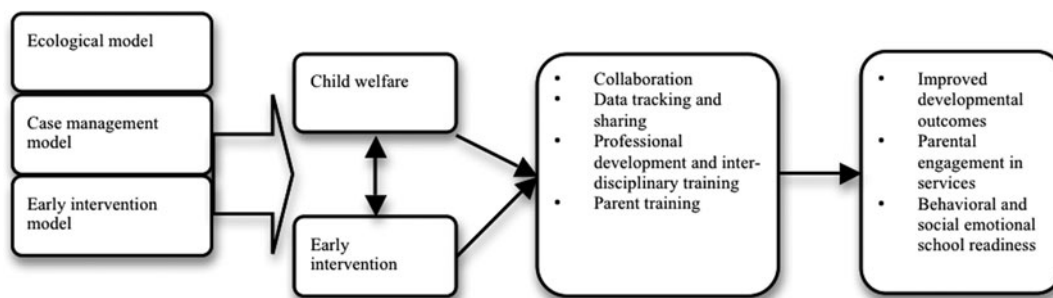 Ecological model
Case management
model
Early intervention
model
Child welfare
Early
intervention
• Collaboration
• Data tracking and
sharing
• Professional
development and inter-
disciplinary training
• Parent training
• Improved
developmental
outcomes
• Parental
engagement in
services
• Behavioral and
social emotional
school readiness